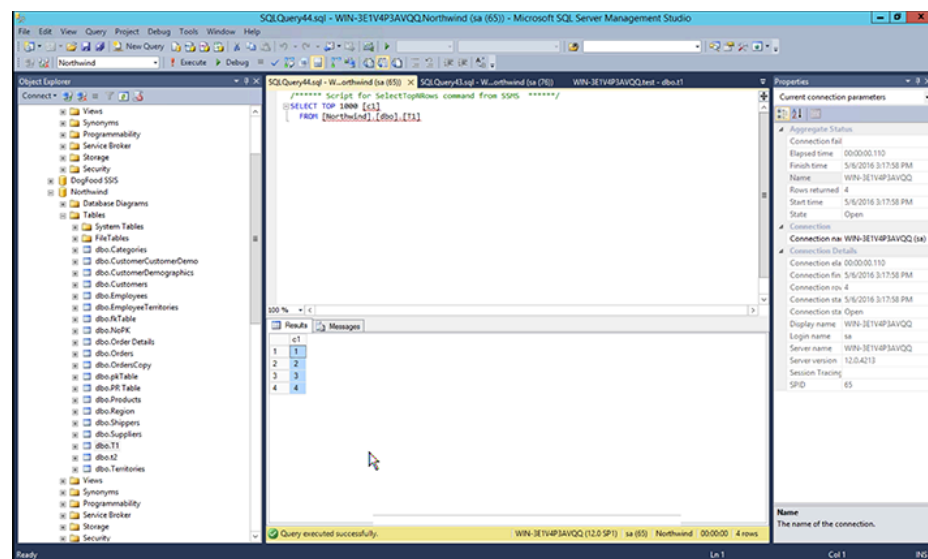 SQLQuery44.sql - WIN-3E1V4P3AVQQ.Northwind (sa (65)) - Microsoft SQL Server Management Studio
File Edit View Query Project Debug Tools Window Help
New Query
Northwind Execute Debug
Object Explorer
Connect
Views
Synonyms
Programmability
Service Broker
Storage
Security
DogFood SSIS
Northwind
Database Diagrams
Tables
System Tables
FileTables
dbo.Categories
dbo.CustomerCustomerDemo
dbo.CustomerDemographics
dbo.Customers
dbo.Employees
dbo.EmployeeTerritories
dbo.fkTable
dbo.NoPK
dbo.Order Details
dbo.Orders
dbo.OrdersCopy
dbo.pkTable
dbo.PR Table
dbo.Products
dbo.Region
dbo.Shippers
dbo.Suppliers
dbo.T1
dbo.t2
dbo.Territories
Views
Synonyms
Programmability
Service Broker
Storage
Security
SQLQuery44.sql - W...orthwind (sa (65)) SQLQuery43.sql - W...orthwind (sa (76)) WIN-3E1V4P3AVQQ.test - dbo.t1
/****** Script for SelectTopNRows command from SSMS ******/
SELECT TOP 1000 [c1]
FROM [Northwind].[dbo].[T1]
100 %
Results Messages
c1
1 1
2 2
3 3
4 4
Query executed successfully. WIN-3E1V4P3AVQQ (12.0 SP1) sa (65) Northwind 00:00:00 4 rows
Properties
Current connection parameters
Aggregate Status
Connection fail
Elapsed time 00:00:00.110
Finish time 5/6/2016 3:17:58 PM
Name WIN-3E1V4P3AVQQ
Rows returned 4
Start time 5/6/2016 3:17:58 PM
State Open
Connection
Connection nai WIN-3E1V4P3AVQQ (sa)
Connection Details
Connection ela 00:00:00.110
Connection fin 5/6/2016 3:17:58 PM
Connection rov 4
Connection sta 5/6/2016 3:17:58 PM
Connection sta Open
Display name WIN-3E1V4P3AVQQ
Login name sa
Server name WIN-3E1V4P3AVQQ
Server version 12.0.4213
Session Tracing
SPID 65
Name
The name of the connection.
Ready Ln 1 Col 1 INS